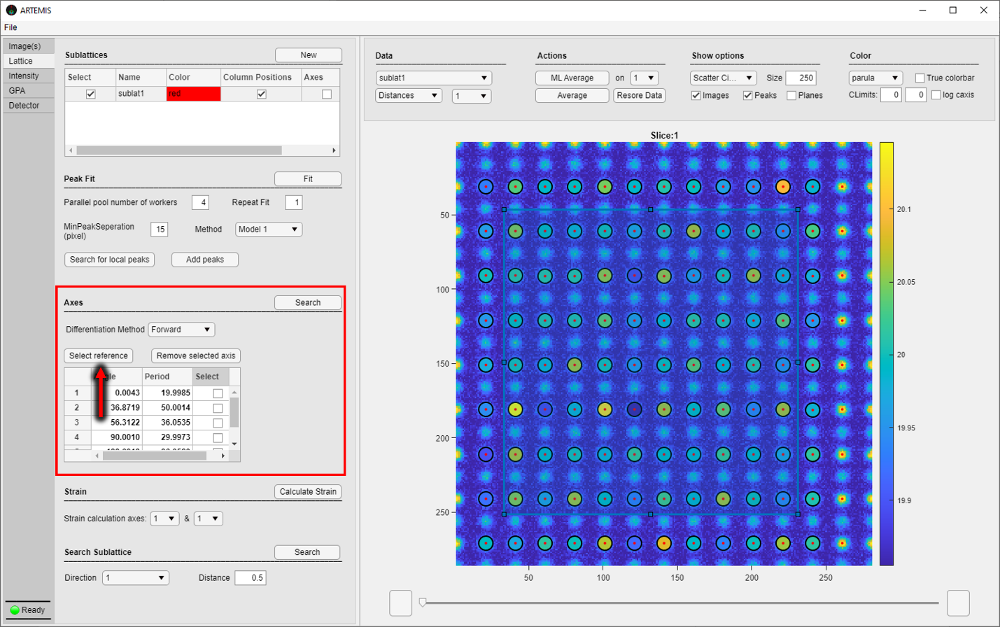 ARTEMIS
File
Image(s)
Lattice
Intensity
GPA
Detector
Sublattices
New
Select Name Color Column Positions Axes
sublat1 red
Peak Fit
Fit
Parallel pool number of workers 4 Repeat Fit 1
MinPeakSeperation
(pixel) 15 Method Model 1
Search for local peaks Add peaks
Axes
Search
Differentiation Method Forward
Select reference Remove selected axis
Period Select
1 0.0043 19.9985
2 36.8719 50.0014
3 56.3122 36.0535
4 90.0010 29.9973
Strain
Calculate Strain
Strain calculation axes: 1 & 1
Search Sublattice
Search
Direction 1 Distance 0.5
Ready
Data
sublat1
Distances 1
Actions
ML Average on 1
Average Resore Data
Show options
Scatter Ci... Size 250
Images Peaks Planes
Color
parula True colorbar
CLimits: 0 0 log caxis
Slice:1
50
100
150
200
250
50 100 150 200 250
20.1
20.05
20
19.95
19.9